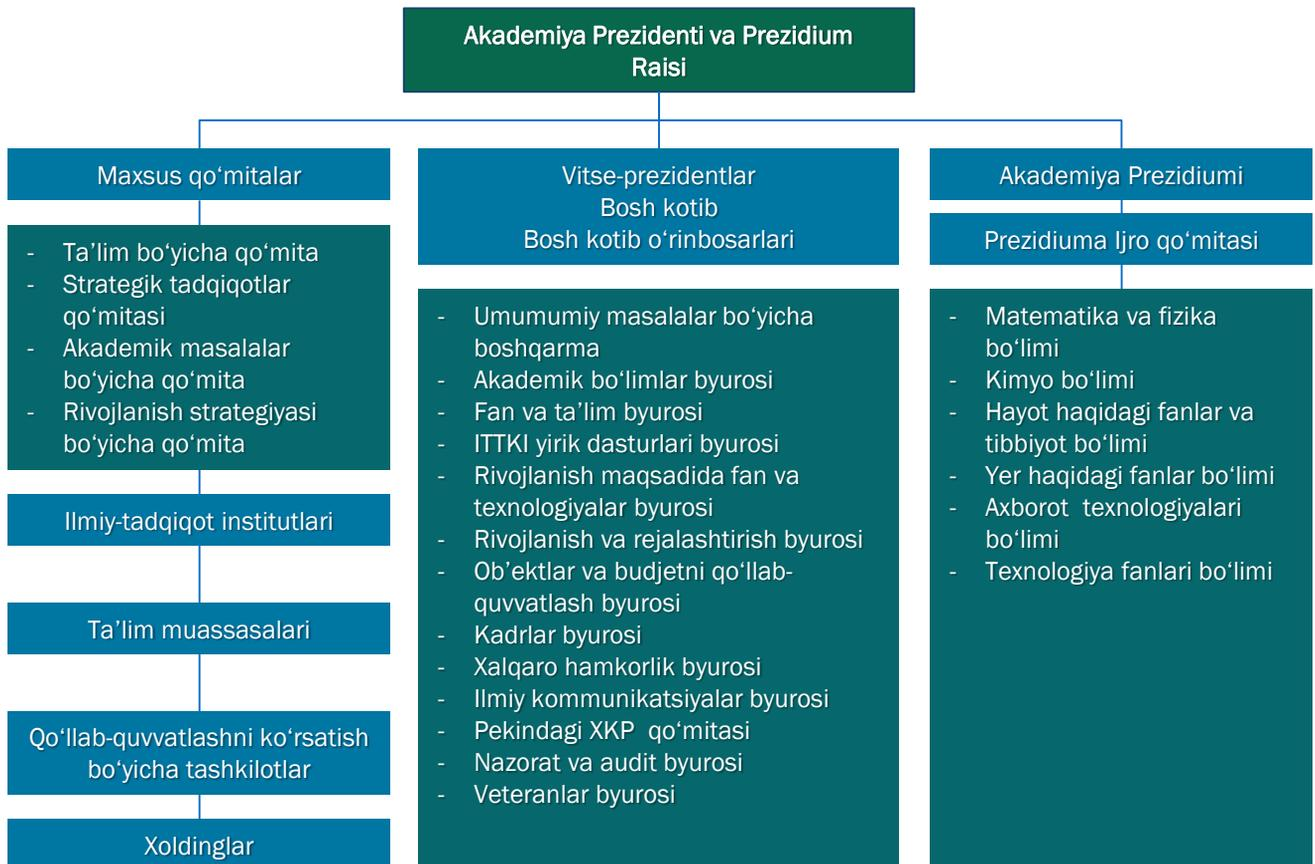 Akademiya Prezidenti va Prezidium
Raisi
Maxsus qo‘mitalar
- Ta’lim bo‘yicha qo‘mita
- Strategik tadqiqotlar
qo‘mitasi
- Akademik masalalar
bo‘yicha qo‘mita
- Rivojlanish strategiyasi
bo‘yicha qo‘mita
Ilmiy-tadqiqot institutlari
Ta’lim muassasalari
Qo‘llab-quvvatlashni ko‘rsatish
bo‘yicha tashkilotlar
Xoldinglar
Vitse-prezidentlar
Bosh kotib
Bosh kotib o‘rinbosarlari
- Umumumiy masalalar bo‘yicha
boshqarma
- Akademik bo‘limlar byurosi
- Fan va ta’lim byurosi
- ITTKI yirik dasturlari byurosi
- Rivojlanish maqsadida fan va
texnologiyalar byurosi
- Rivojlanish va rejalashtirish byurosi
- Ob’ektlar va budjetni qo‘llab-
quvvatlash byurosi
- Kadrlar byurosi
- Xalqaro hamkorlik byurosi
- Ilmiy kommunikatsiyalar byurosi
- Pekindagi XKP qo‘mitasi
- Nazorat va audit byurosi
- Veteranlar byurosi
Akademiya Prezidiumi
Prezidiuma Ijro qo‘mitasi
- Matematika va fizika
bo‘limi
- Kimyo bo‘limi
- Hayot haqidagi fanlar va
tibbiyot bo‘limi
- Yer haqidagi fanlar bo‘limi
- Axborot texnologiyalari
bo‘limi
- Texnologiya fanlari bo‘limi